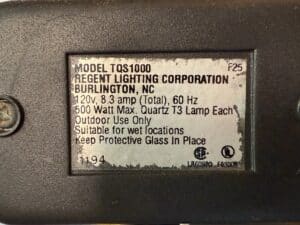 MODEL TQS1000 F25
REGENT LIGHTING CORPORATION
BURLINGTON, NC
120v, 8.3 amp (Total), 60 Hz
500 Watt Max. Quartz T3 Lamp Each
Outdoor Use Only
Suitable for wet locations
Keep Protective Glass In Place
1194